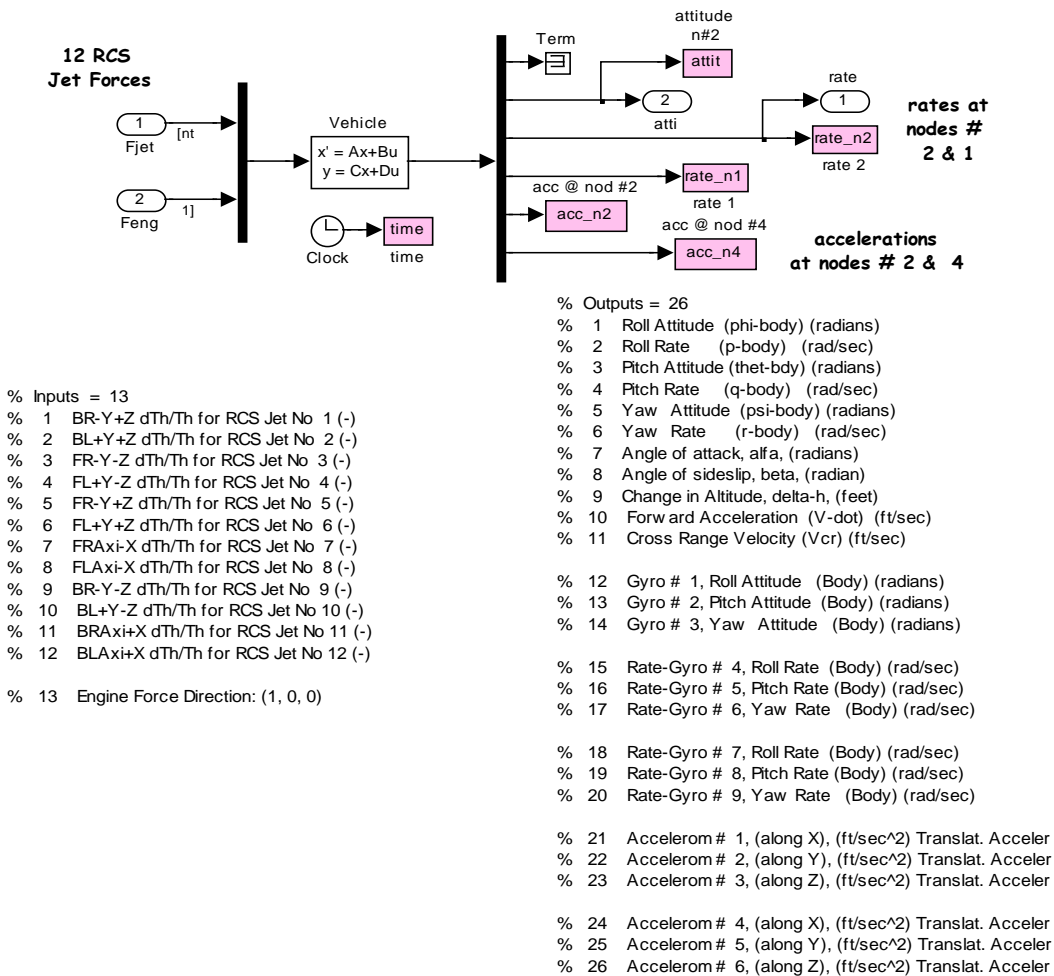 12 RCS
Jet Forces
1
Fjet
[nt
2
Feng
1]
Vehicle
x' = Ax+Bu
y = Cx+Du
Clock
time
time
Term
attitude
n#2
attit
2
atti
rate
1
rate_n2
rate 2
rates at
nodes #
2 & 1
rate_n1
rate 1
acc @ nod #2
acc_n2
acc @ nod #4
acc_n4
accelerations
at nodes # 2 & 4
% Inputs = 13
% 1 BR-Y+Z dTh/Th for RCS Jet No 1 (-)
% 2 BL+Y+Z dTh/Th for RCS Jet No 2 (-)
% 3 FR-Y-Z dTh/Th for RCS Jet No 3 (-)
% 4 FL+Y-Z dTh/Th for RCS Jet No 4 (-)
% 5 FR-Y+Z dTh/Th for RCS Jet No 5 (-)
% 6 FL+Y+Z dTh/Th for RCS Jet No 6 (-)
% 7 FRAxi-X dTh/Th for RCS Jet No 7 (-)
% 8 FLAxi-X dTh/Th for RCS Jet No 8 (-)
% 9 BR-Y-Z dTh/Th for RCS Jet No 9 (-)
% 10 BL+Y-Z dTh/Th for RCS Jet No 10 (-)
% 11 BRAxi+X dTh/Th for RCS Jet No 11 (-)
% 12 BLAxi+X dTh/Th for RCS Jet No 12 (-)
% 13 Engine Force Direction: (1, 0, 0)
% Outputs = 26
% 1 Roll Attitude (phi-body) (radians)
% 2 Roll Rate (p-body) (rad/sec)
% 3 Pitch Attitude (thet-bdy) (radians)
% 4 Pitch Rate (q-body) (rad/sec)
% 5 Yaw Attitude (psi-body) (radians)
% 6 Yaw Rate (r-body) (rad/sec)
% 7 Angle of attack, alfa, (radians)
% 8 Angle of sideslip, beta, (radian)
% 9 Change in Altitude, delta-h, (feet)
% 10 Forward Acceleration (V-dot) (ft/sec)
% 11 Cross Range Velocity (Vcr) (ft/sec)
% 12 Gyro # 1, Roll Attitude (Body) (radians)
% 13 Gyro # 2, Pitch Attitude (Body) (radians)
% 14 Gyro # 3, Yaw Attitude (Body) (radians)
% 15 Rate-Gyro # 4, Roll Rate (Body) (rad/sec)
% 16 Rate-Gyro # 5, Pitch Rate (Body) (rad/sec)
% 17 Rate-Gyro # 6, Yaw Rate (Body) (rad/sec)
% 18 Rate-Gyro # 7, Roll Rate (Body) (rad/sec)
% 19 Rate-Gyro # 8, Pitch Rate (Body) (rad/sec)
% 20 Rate-Gyro # 9, Yaw Rate (Body) (rad/sec)
% 21 Accelerom # 1, (along X), (ft/sec^2) Translat. Acceler
% 22 Accelerom # 2, (along Y), (ft/sec^2) Translat. Acceler
% 23 Accelerom # 3, (along Z), (ft/sec^2) Translat. Acceler
% 24 Accelerom # 4, (along X), (ft/sec^2) Translat. Acceler
% 25 Accelerom # 5, (along Y), (ft/sec^2) Translat. Acceler
% 26 Accelerom # 6, (along Z), (ft/sec^2) Translat. Acceler